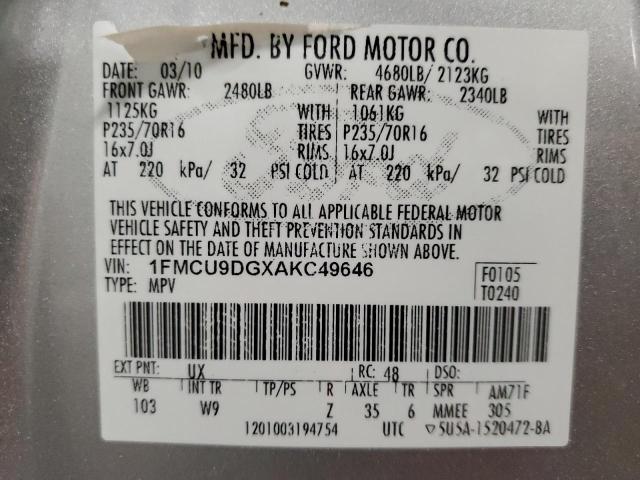 MFD. BY FORD MOTOR CO.
DATE: 03/10 GVWR: 4680LB/ 2123KG
FRONT GAWR: 2480LB REAR GAWR: 2340LB
1125KG WITH 1061KG WITH
P235/70R16 TIRES P235/70R16 TIRES
16x7.0J RIMS 16x7.0J RIMS
AT 220 kPa/ 32 PSI COLD AT 220 kPa/ 32 PSI COLD
THIS VEHICLE CONFORMS TO ALL APPLICABLE FEDERAL MOTOR
VEHICLE SAFETY AND THEFT PREVENTION STANDARDS IN
EFFECT ON THE DATE OF MANUFACTURE SHOWN ABOVE.
VIN: 1FMCU9DGXAKC49646 F0105
TYPE: MPV T0240
EXT PNT: UX RC: 48 DSO:
WB INT TR TP/PS R AXLE TR SPR AM71F
103 W9 Z 35 6 MMEE 305
1201003194754 UTC ▽5U5A-1520472-BA